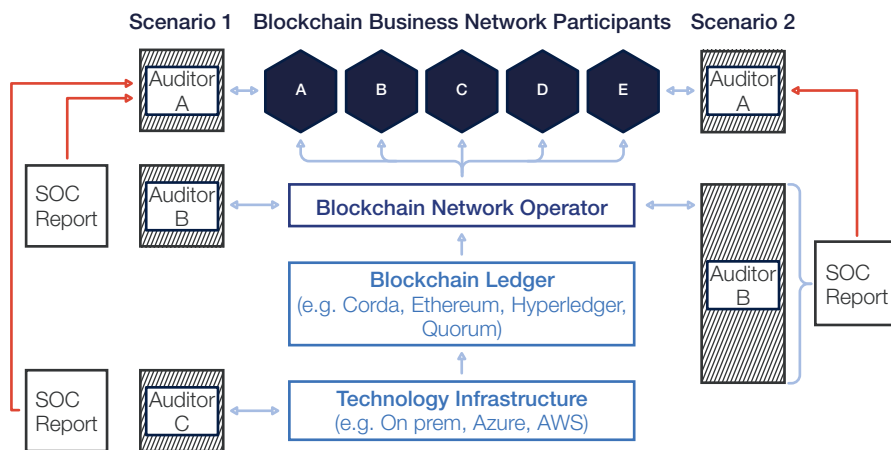 Scenario 1
Blockchain Business Network Participants
Scenario 2
Auditor
A
A
B
C
D
E
Auditor
A
SOC
Report
Auditor
B
Blockchain Network Operator
Blockchain Ledger
(e.g. Corda, Ethereum, Hyperledger,
Quorum)
Auditor
B
SOC
Report
SOC
Report
Auditor
C
Technology Infrastructure
(e.g. On prem, Azure, AWS)